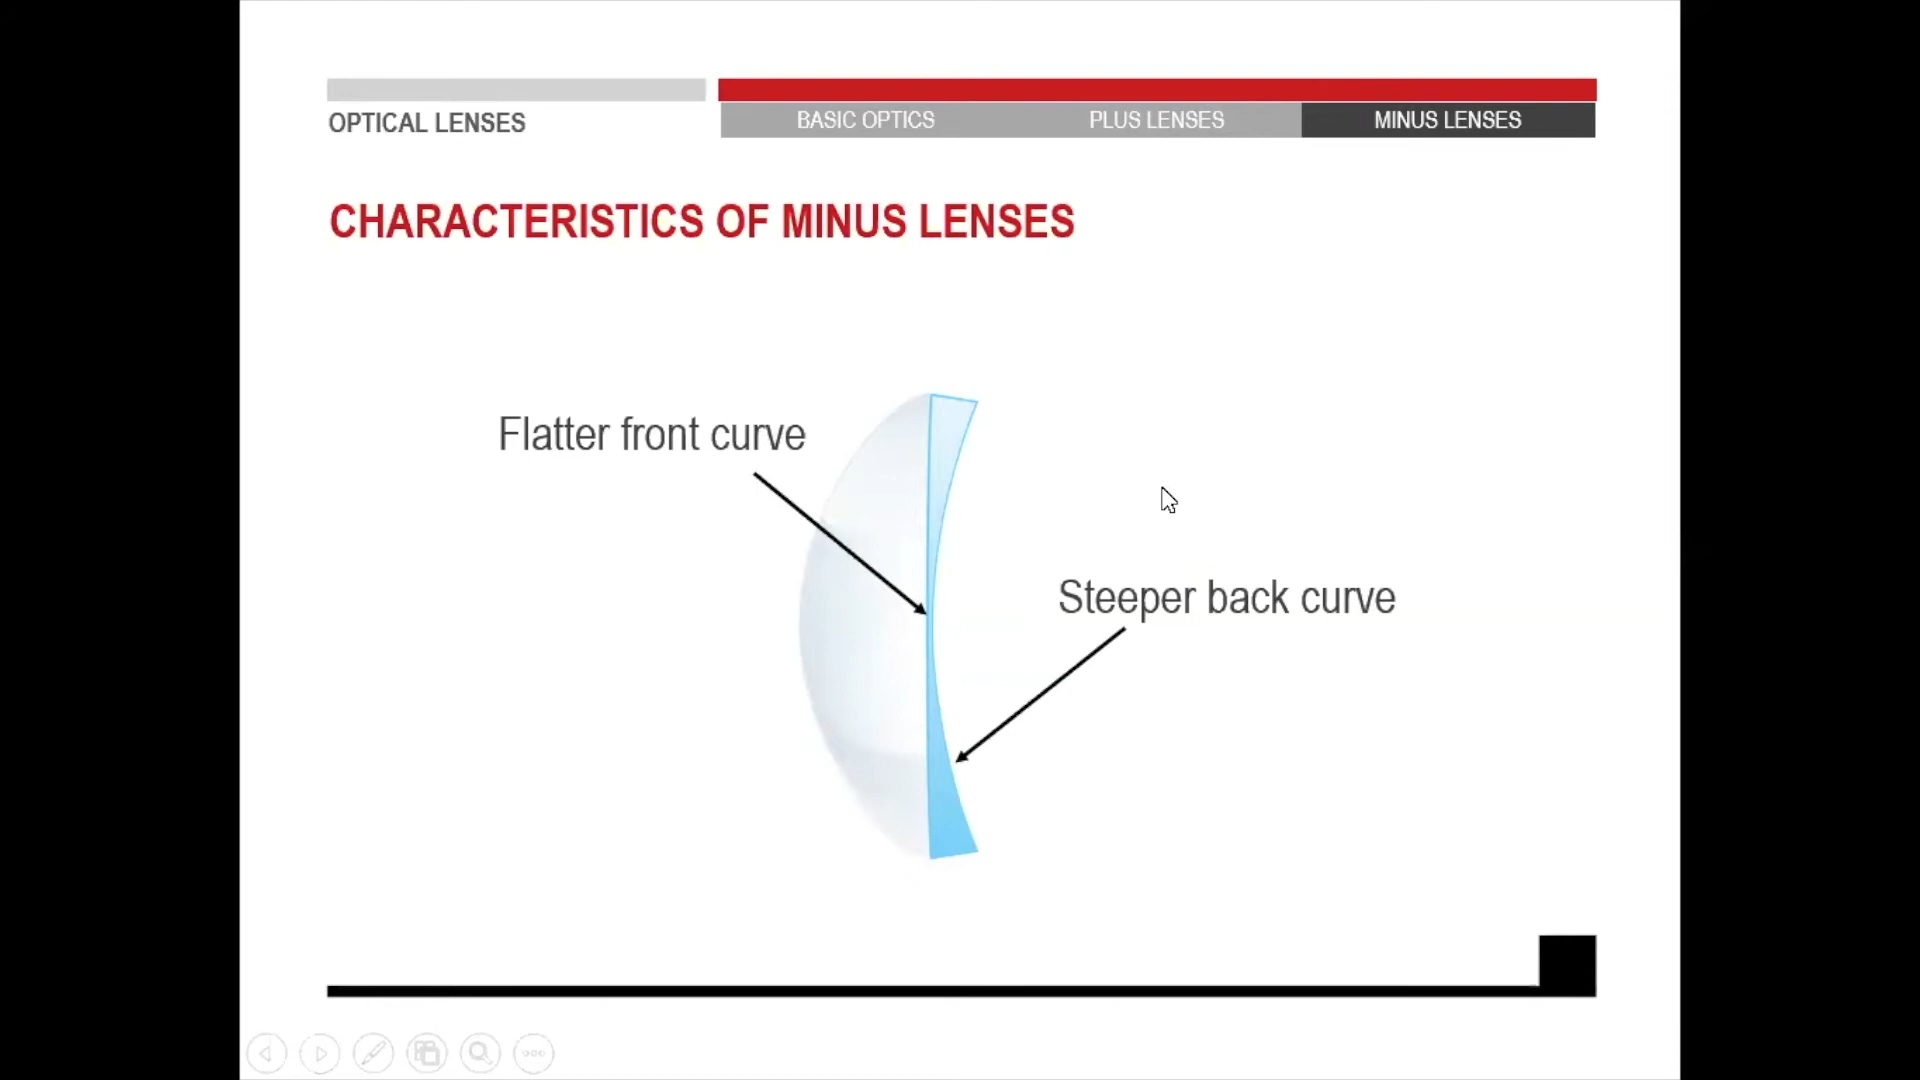 OPTICAL LENSES
BASIC OPTICS
PLUS LENSES
MINUS LENSES
CHARACTERISTICS OF MINUS LENSES
Flatter front curve
Steeper back curve